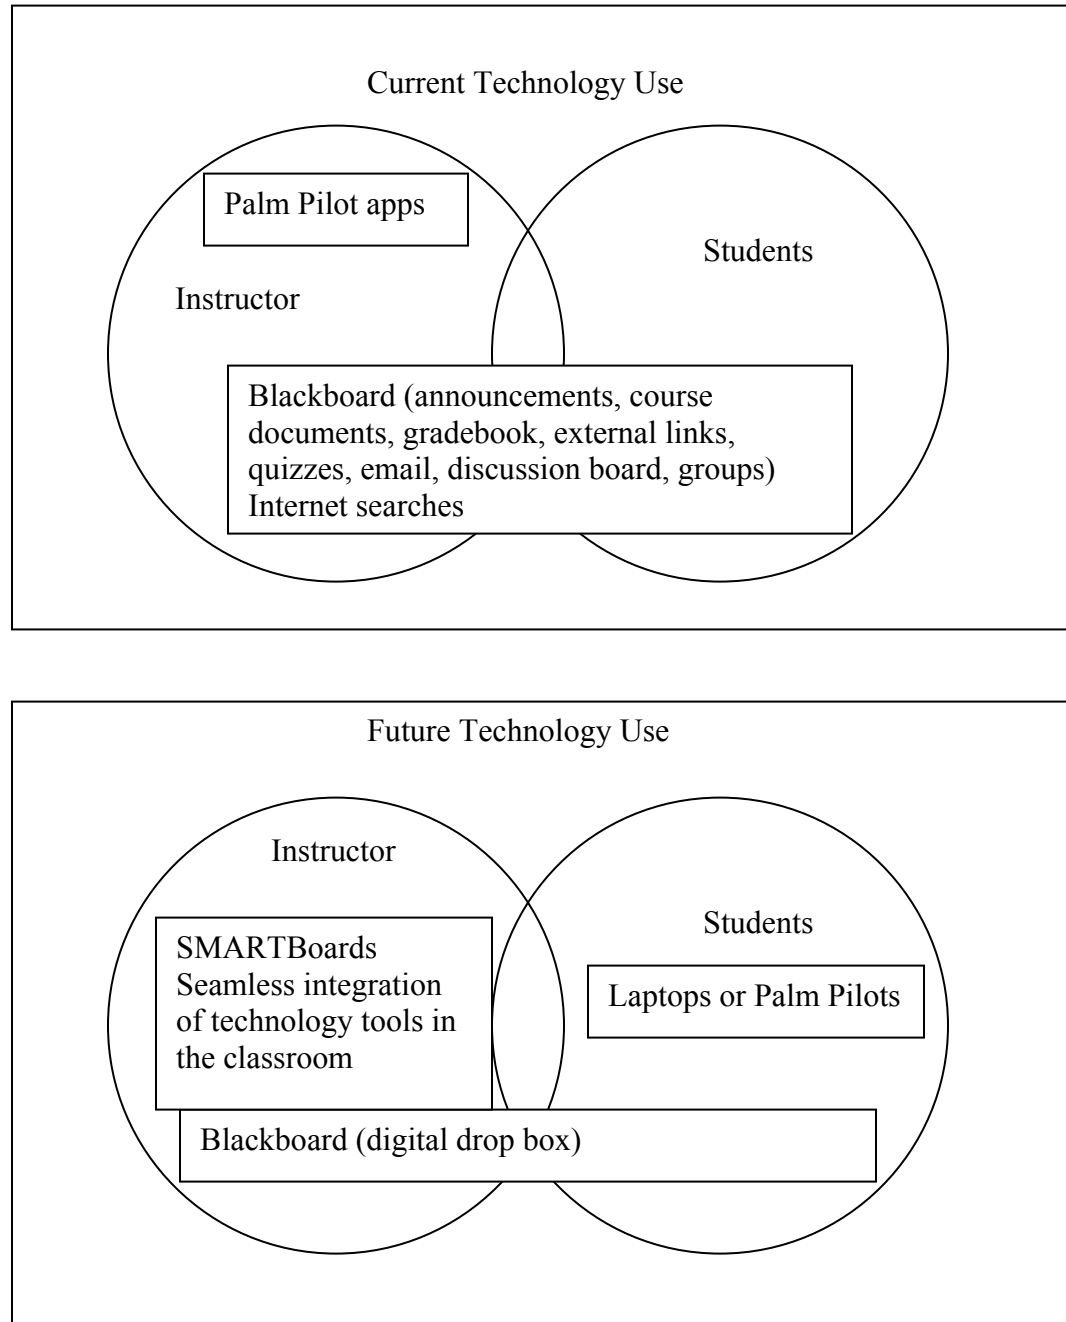 Current Technology Use
Palm Pilot apps
Students
Instructor
Blackboard (announcements, course
documents, gradebook, external links,
quizzes, email, discussion board, groups)
Internet searches
Future Technology Use
Instructor
Students
SMARTBoards
Seamless integration
of technology tools in
the classroom
Laptops or Palm Pilots
Blackboard (digital drop box)